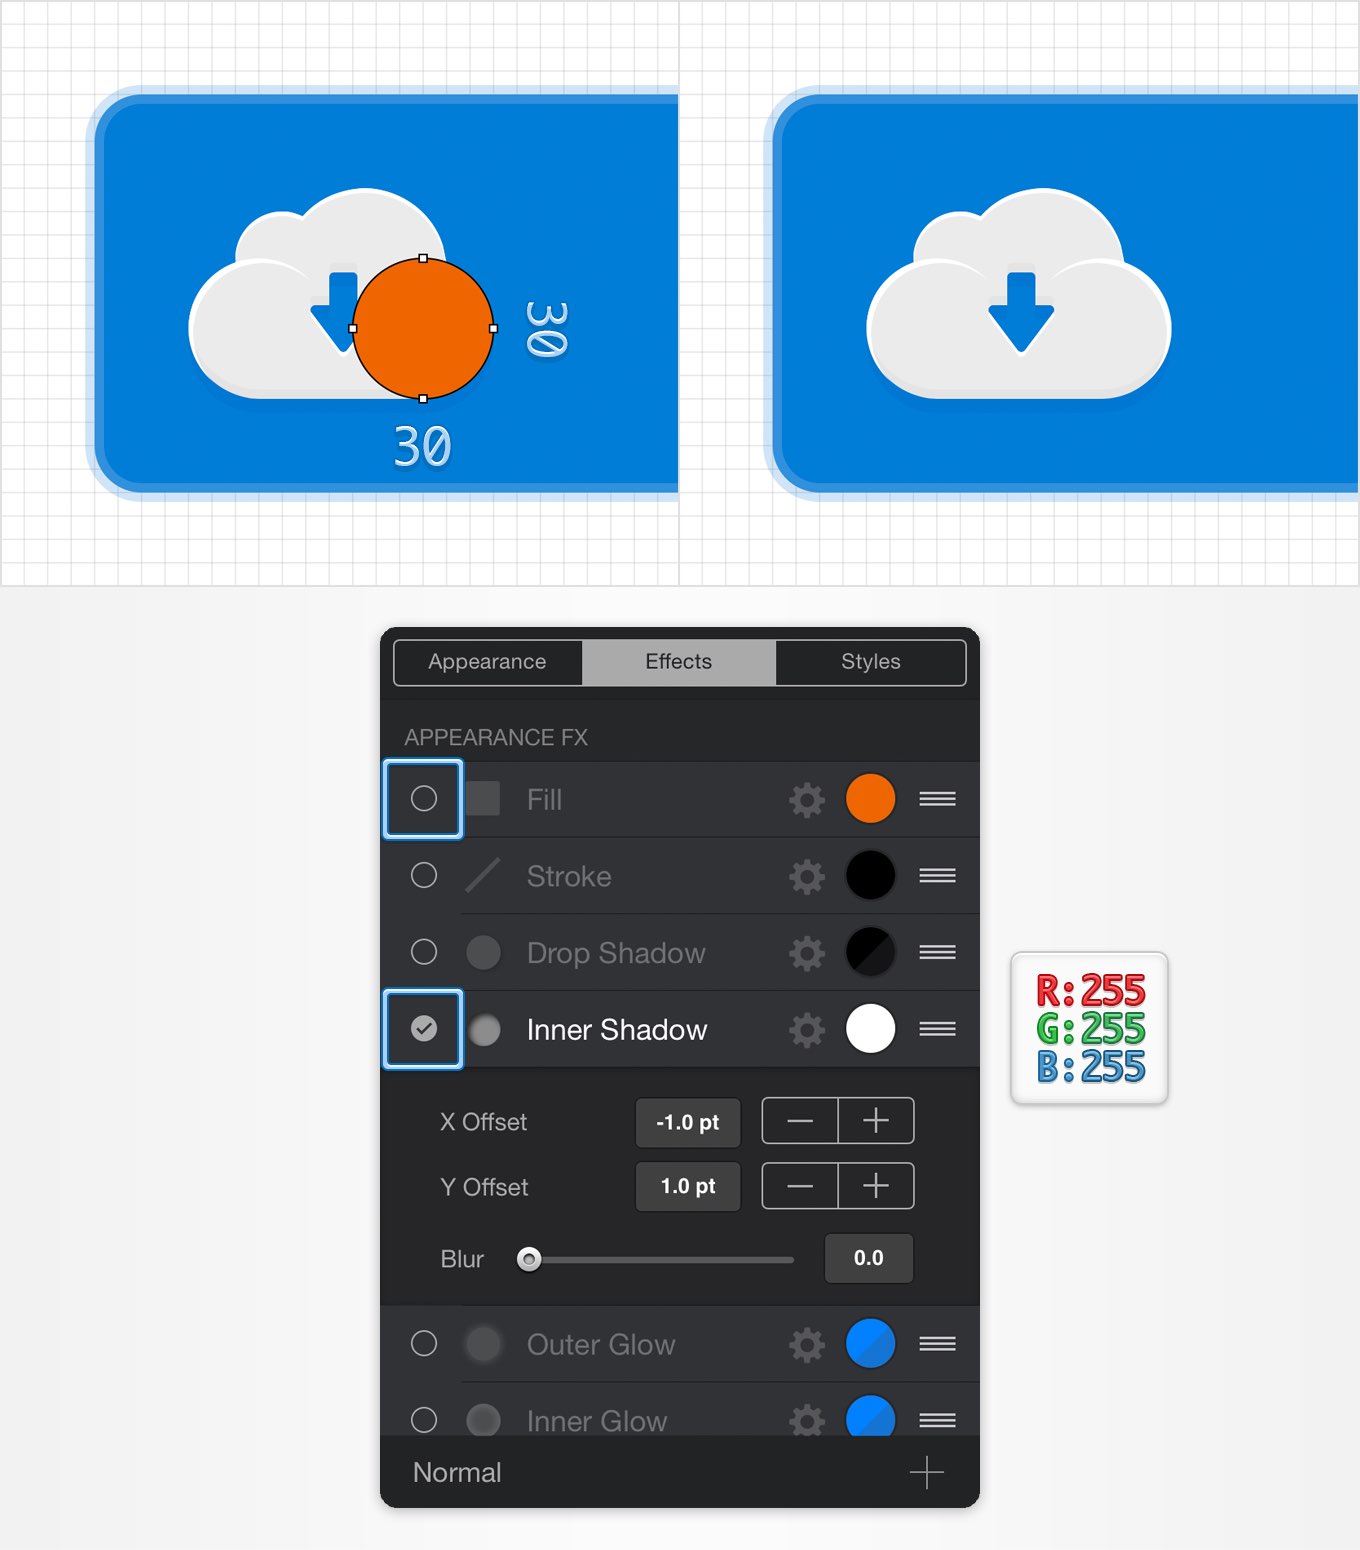 30
30
Appearance Effects Styles
APPEARANCE FX
Fill
Stroke
Drop Shadow
Inner Shadow
R:255
G:255
B:255
X Offset -1.0 pt
Y Offset 1.0 pt
Blur 0.0
Outer Glow
Inner Glow
Normal